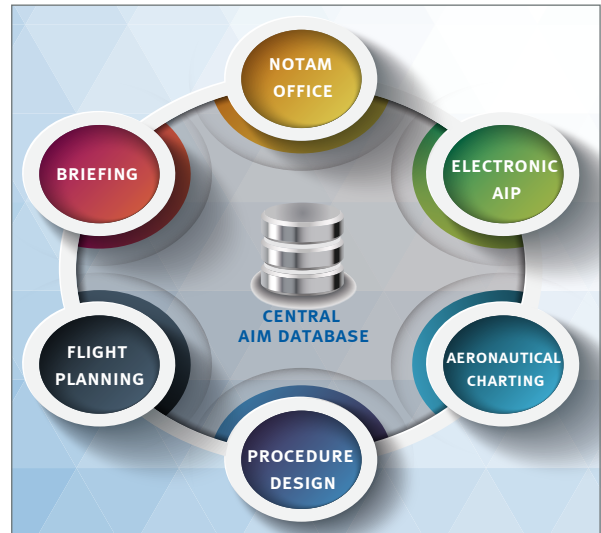 NOTAM
OFFICE
BRIEFING
ELECTRONIC
AIP
CENTRAL
AIM DATABASE
FLIGHT
PLANNING
AERONAUTICAL
CHARTING
PROCEDURE
DESIGN